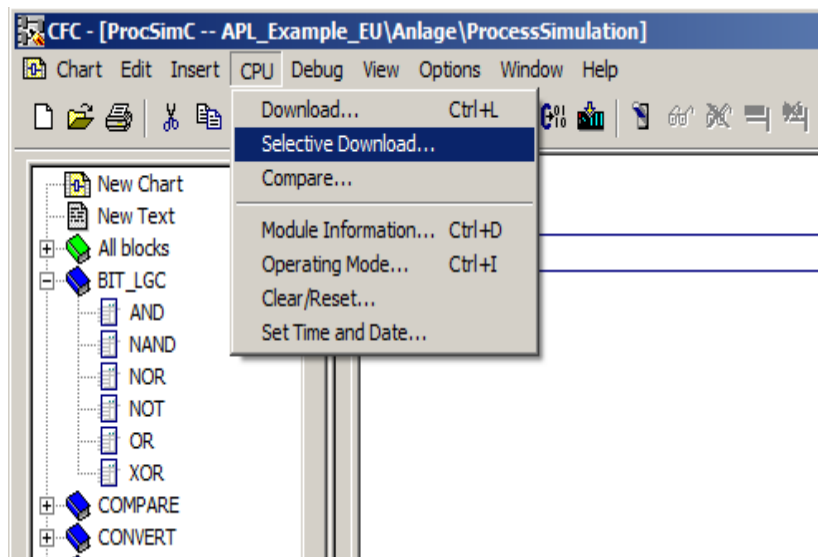 CFC - [ProcSimC -- APL_Example_EU\Anlage\ProcessSimulation]
Chart Edit Insert CPU Debug View Options Window Help
Download... Ctrl+L
Selective Download...
Compare...
Module Information... Ctrl+D
Operating Mode... Ctrl+I
Clear/Reset...
Set Time and Date...
New Chart
New Text
All blocks
BIT_LGC
AND
NAND
NOR
NOT
OR
XOR
COMPARE
CONVERT